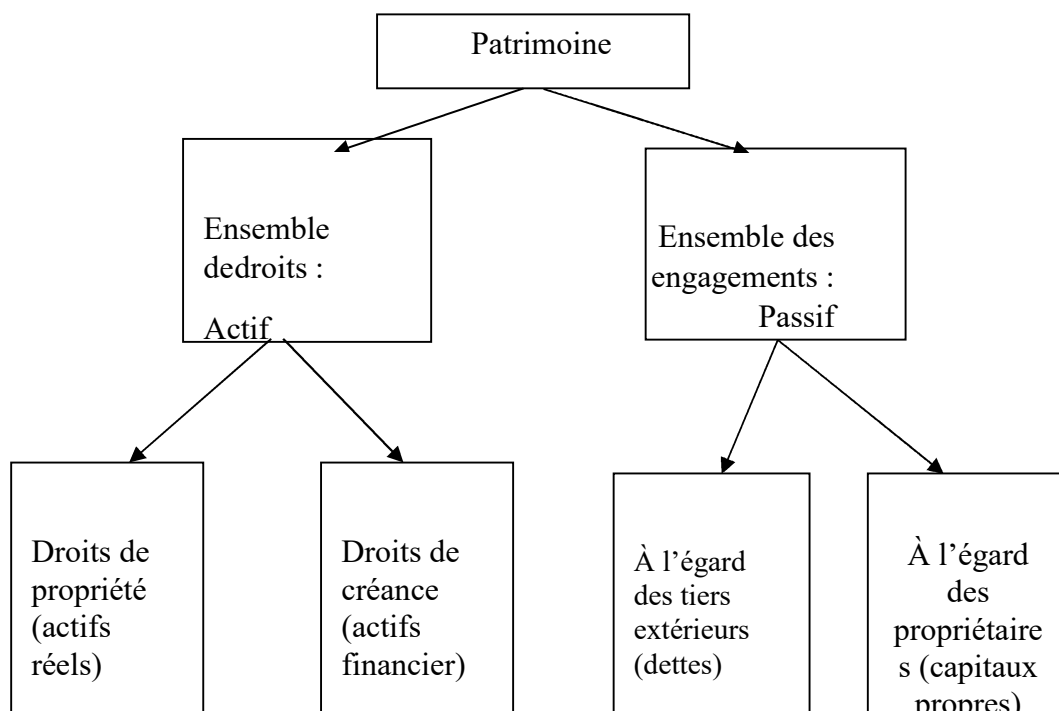 Patrimoine
Ensemble
dedroits :
Actif
Ensemble des
engagements :
Passif
Droits de
propriété
(actifs
réels)
Droits de
créance
(actifs
financier)
À l’égard
des tiers
extérieurs
(dettes)
À l’égard
des
propriétaire
s (capitaux
propres)